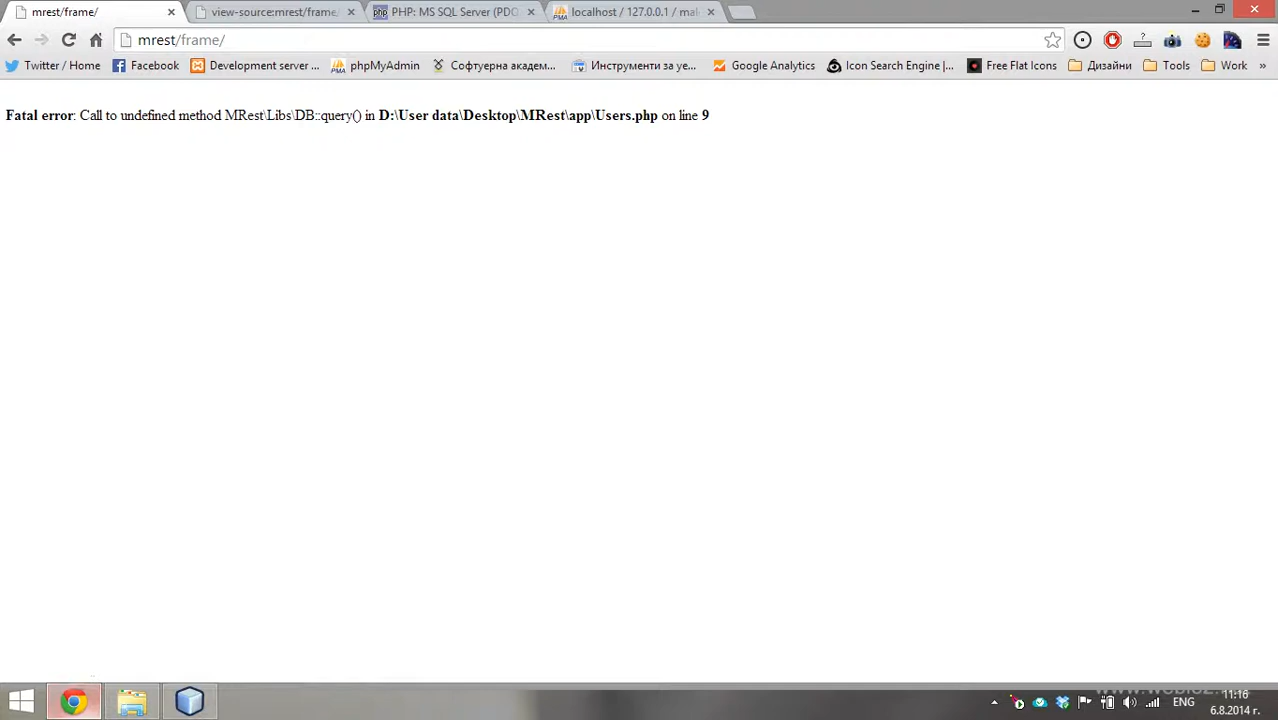 mrest/frame/
view-source:mrest/frame/
PHP: MS SQL Server (PDO
localhost / 127.0.0.1 / mal
mrest/frame/
Twitter / Home
Facebook
Development server ...
phpMyAdmin
Софтуерна академ...
Инструменти за уе...
Google Analytics
Icon Search Engine |...
Free Flat Icons
Дизайни
Tools
Work
»
Fatal error: Call to undefined method MRest\Libs\DB::query() in D:\User data\Desktop\MRest\app\Users.php on line 9
ЕНГ
11:16
6.8.2014 г.